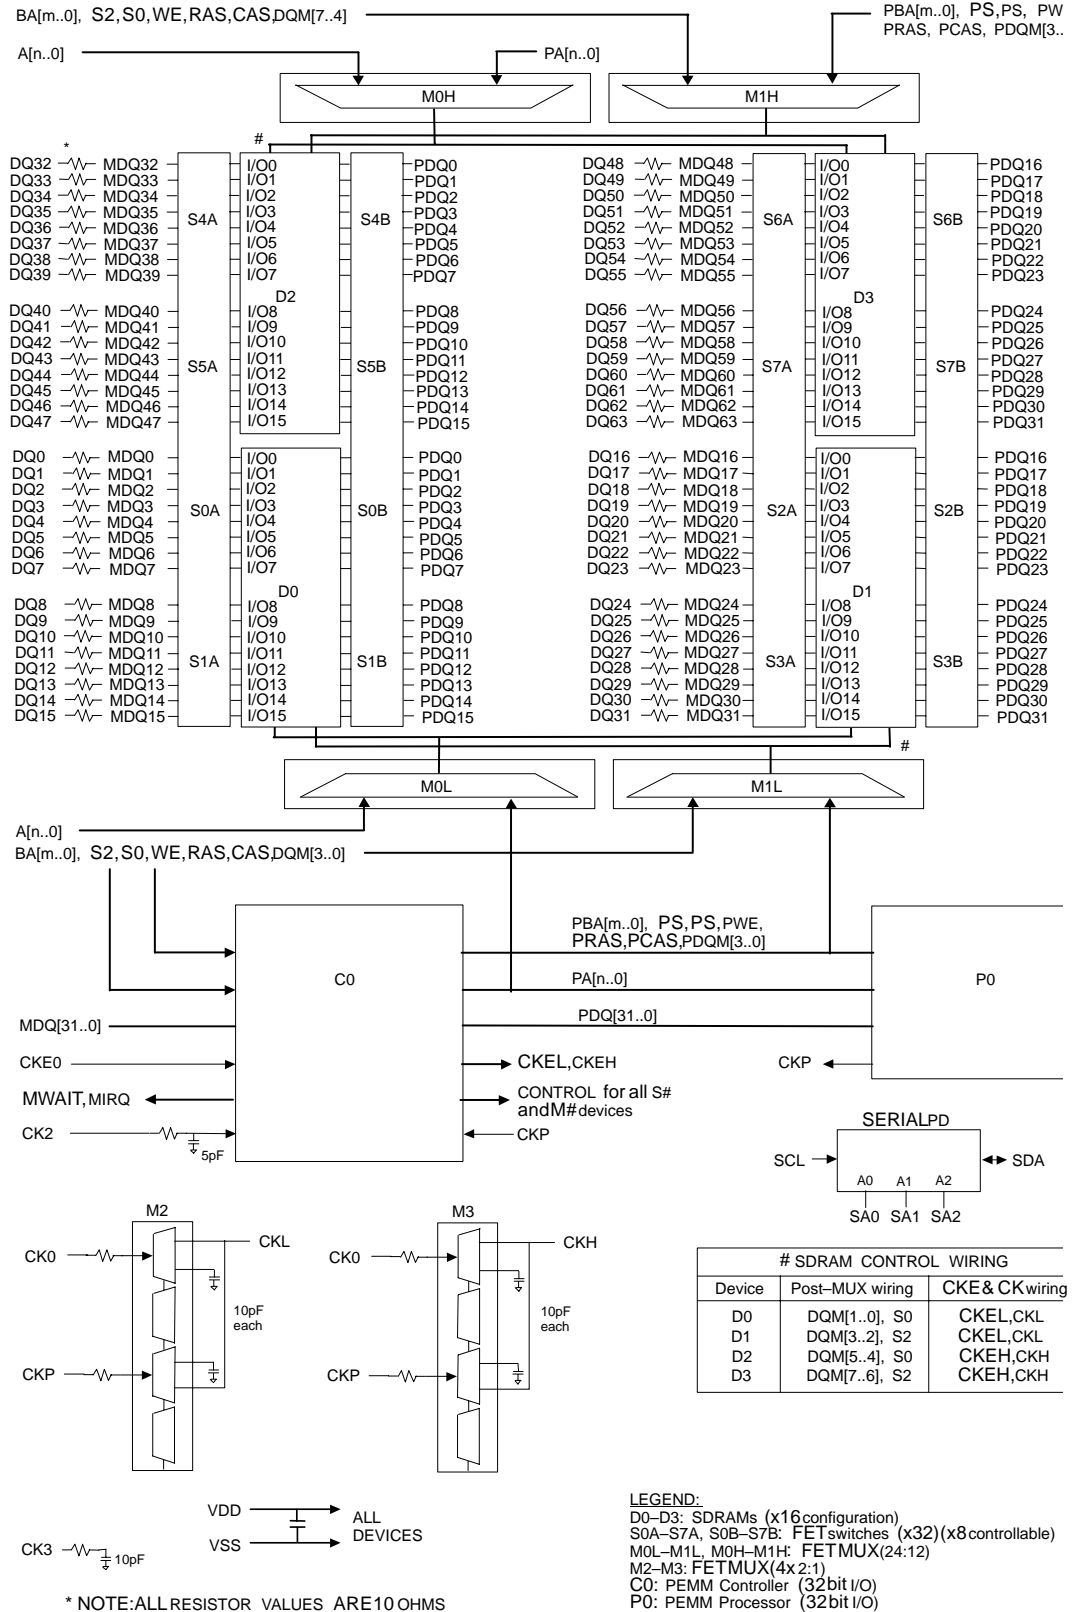 BA[m..0], S2,S0,WE,RAS,CAS,DQM[7..4]
PBA[m..0], PS,PS, PW
PRAS, PCAS, PDQM[3..
A[n..0]
PA[n..0]
M0H
M1H
#
*
DQ32 MDQ32 I/O0 PDQ0 DQ48 MDQ48 I/O0 PDQ16
DQ33 MDQ33 I/O1 PDQ1 DQ49 MDQ49 I/O1 PDQ17
DQ34 MDQ34 I/O2 PDQ2 DQ50 MDQ50 I/O2 PDQ18
DQ35 MDQ35 S4A I/O3 S4B PDQ3 DQ51 MDQ51 S6A I/O3 S6B PDQ19
DQ36 MDQ36 I/O4 PDQ4 DQ52 MDQ52 I/O4 PDQ20
DQ37 MDQ37 I/O5 PDQ5 DQ53 MDQ53 I/O5 PDQ21
DQ38 MDQ38 I/O6 PDQ6 DQ54 MDQ54 I/O6 PDQ22
DQ39 MDQ39 I/O7 PDQ7 DQ55 MDQ55 I/O7 PDQ23
D2 D3
DQ40 MDQ40 I/O8 PDQ8 DQ56 MDQ56 I/O8 PDQ24
DQ41 MDQ41 I/O9 PDQ9 DQ57 MDQ57 I/O9 PDQ25
DQ42 MDQ42 I/O10 PDQ10 DQ58 MDQ58 I/O10 PDQ26
DQ43 MDQ43 S5A I/O11 S5B PDQ11 DQ59 MDQ59 S7A I/O11 S7B PDQ27
DQ44 MDQ44 I/O12 PDQ12 DQ60 MDQ60 I/O12 PDQ28
DQ45 MDQ45 I/O13 PDQ13 DQ61 MDQ61 I/O13 PDQ29
DQ46 MDQ46 I/O14 PDQ14 DQ62 MDQ62 I/O14 PDQ30
DQ47 MDQ47 I/O15 PDQ15 DQ63 MDQ63 I/O15 PDQ31
DQ0 MDQ0 I/O0 PDQ0 DQ16 MDQ16 I/O0 PDQ16
DQ1 MDQ1 I/O1 PDQ1 DQ17 MDQ17 I/O1 PDQ17
DQ2 MDQ2 I/O2 PDQ2 DQ18 MDQ18 I/O2 PDQ18
DQ3 MDQ3 S0A I/O3 S0B PDQ3 DQ19 MDQ19 S2A I/O3 S2B PDQ19
DQ4 MDQ4 I/O4 PDQ4 DQ20 MDQ20 I/O4 PDQ20
DQ5 MDQ5 I/O5 PDQ5 DQ21 MDQ21 I/O5 PDQ21
DQ6 MDQ6 I/O6 PDQ6 DQ22 MDQ22 I/O6 PDQ22
DQ7 MDQ7 I/O7 PDQ7 DQ23 MDQ23 I/O7 PDQ23
D0 D1
DQ8 MDQ8 I/O8 PDQ8 DQ24 MDQ24 I/O8 PDQ24
DQ9 MDQ9 I/O9 PDQ9 DQ25 MDQ25 I/O9 PDQ25
DQ10 MDQ10 I/O10 PDQ10 DQ26 MDQ26 I/O10 PDQ26
DQ11 MDQ11 S1A I/O11 S1B PDQ11 DQ27 MDQ27 S3A I/O11 S3B PDQ27
DQ12 MDQ12 I/O12 PDQ12 DQ28 MDQ28 I/O12 PDQ28
DQ13 MDQ13 I/O13 PDQ13 DQ29 MDQ29 I/O13 PDQ29
DQ14 MDQ14 I/O14 PDQ14 DQ30 MDQ30 I/O14 PDQ30
DQ15 MDQ15 I/O15 PDQ15 DQ31 MDQ31 I/O15 PDQ31
#
M0L
M1L
A[n..0]
BA[m..0], S2,S0,WE,RAS,CAS,DQM[3..0]
PBA[m..0], PS,PS,PWE,
PRAS,PCAS,PDQM[3..0]
C0
PA[n..0]
P0
MDQ[31..0]
PDQ[31..0]
CKE0
CKEL,CKEH
CKP
MWAIT,MIRQ
CONTROL for all S#
and M# devices
CK2
5pF
CKP
SERIAL PD
SCL
SDA
A0 A1 A2
SA0 SA1 SA2
M2
CK0
CKL
10pF
each
CKP
M3
CK0
CKH
10pF
each
CKP
# SDRAM CONTROL WIRING
Device Post–MUX wiring CKE & CK wiring
D0 DQM[1..0], S0 CKEL,CKL
D1 DQM[3..2], S2 CKEL,CKL
D2 DQM[5..4], S0 CKEH,CKH
D3 DQM[7..6], S2 CKEH,CKH
VDD
VSS
ALL
DEVICES
CK3
10pF
* NOTE:ALL RESISTOR VALUES ARE 10 OHMS
LEGEND:
D0–D3: SDRAMs (x16 configuration)
S0A–S7A, S0B–S7B: FET switches (x32)(x8 controllable)
M0L–M1L, M0H–M1H: FETMUX(24:12)
M2–M3: FETMUX(4x 2:1)
C0: PEMM Controller (32bit I/O)
P0: PEMM Processor (32bit I/O)